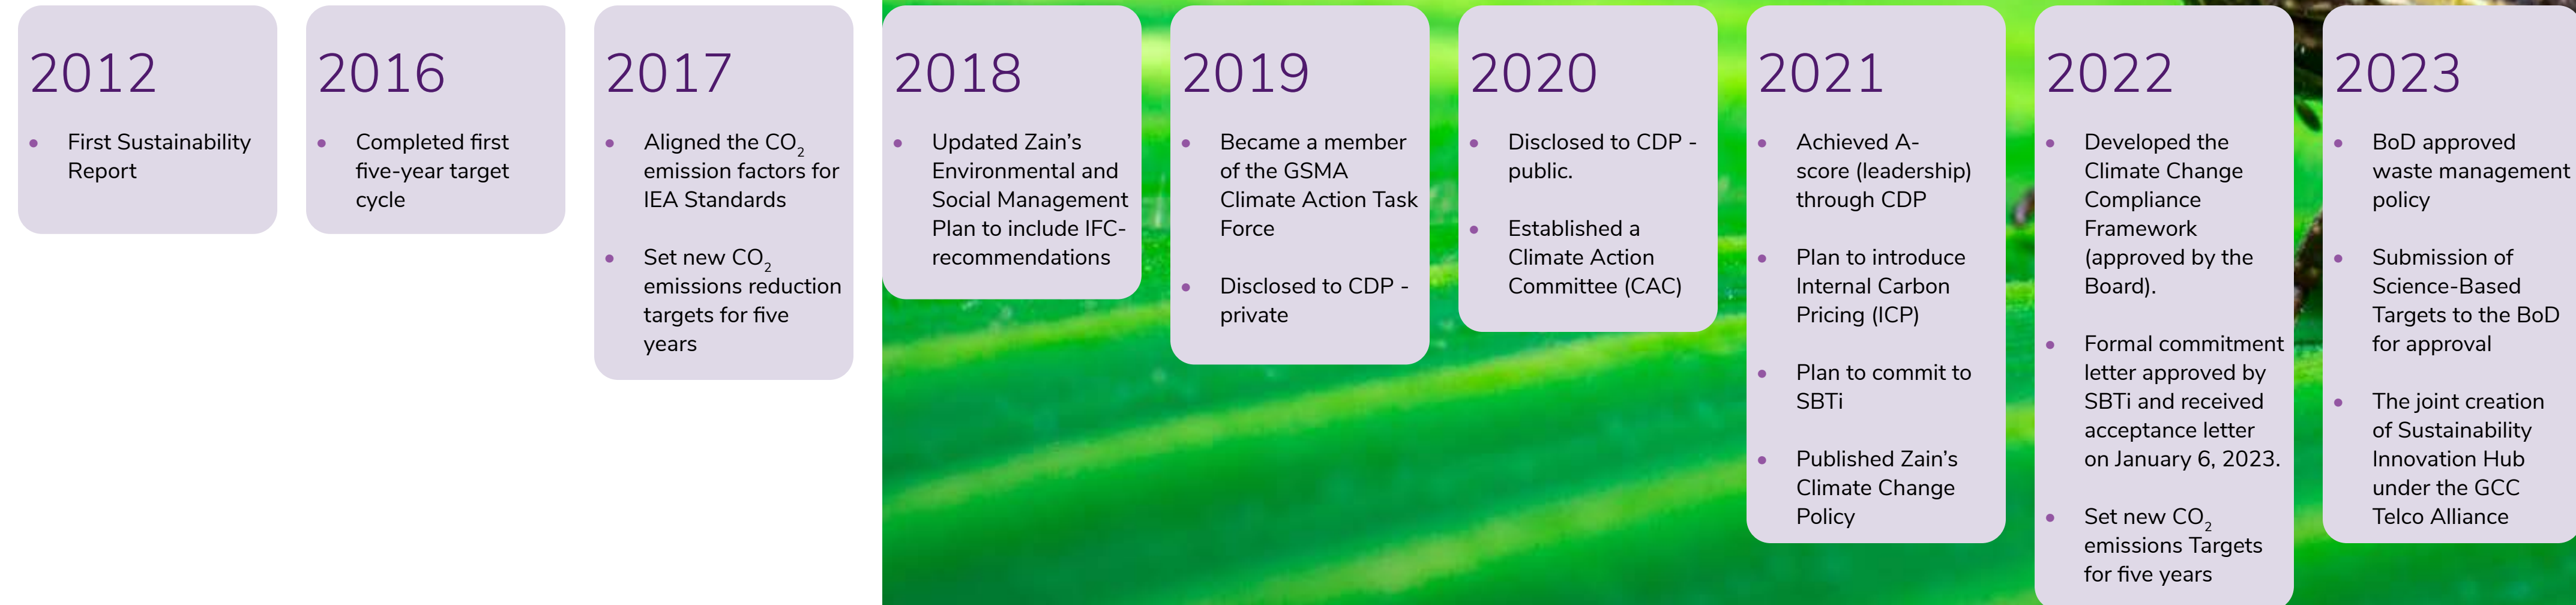 2012
• First Sustainability
Report
2016
• Completed first
five-year target
cycle
2017
• Aligned the CO₂
emission factors for
IEA Standards
• Set new CO₂
emissions reduction
targets for five
years
2018
• Updated Zain’s
Environmental and
Social Management
Plan to include IFC-
recommendations
2019
• Became a member
of the GSMA
Climate Action Task
Force
• Disclosed to CDP -
private
2020
• Disclosed to CDP -
public.
• Established a
Climate Action
Committee (CAC)
2021
• Achieved A-
score (leadership)
through CDP
• Plan to introduce
Internal Carbon
Pricing (ICP)
• Plan to commit to
SBTi
• Published Zain’s
Climate Change
Policy
2022
• Developed the
Climate Change
Compliance
Framework
(approved by the
Board).
• Formal commitment
letter approved by
SBTi and received
acceptance letter
on January 6, 2023.
• Set new CO₂
emissions Targets
for five years
2023
• BoD approved
waste management
policy
• Submission of
Science-Based
Targets to the BoD
for approval
• The joint creation
of Sustainability
Innovation Hub
under the GCC
Telco Alliance